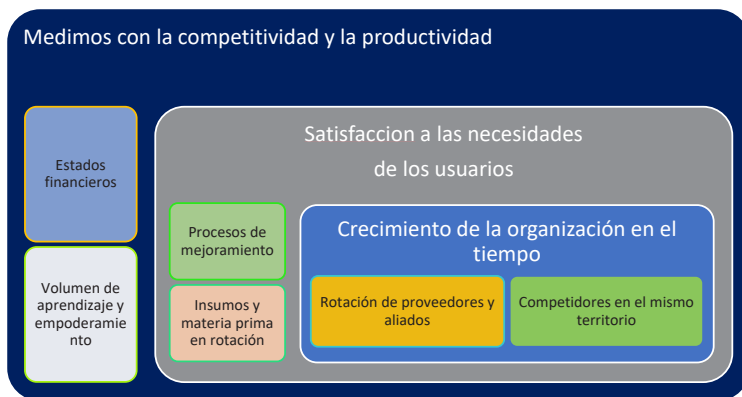 Medimos con la competitividad y la productividad
Estados
financieros
Volumen de
aprendizaje y
empoderamie
nto
Satisfaccion a las necesidades
de los usuarios
Procesos de
mejoramiento
Insumos y
materia prima
en rotación
Crecimiento de la organización en el
tiempo
Rotación de proveedores y
aliados
Competidores en el mismo
territorio